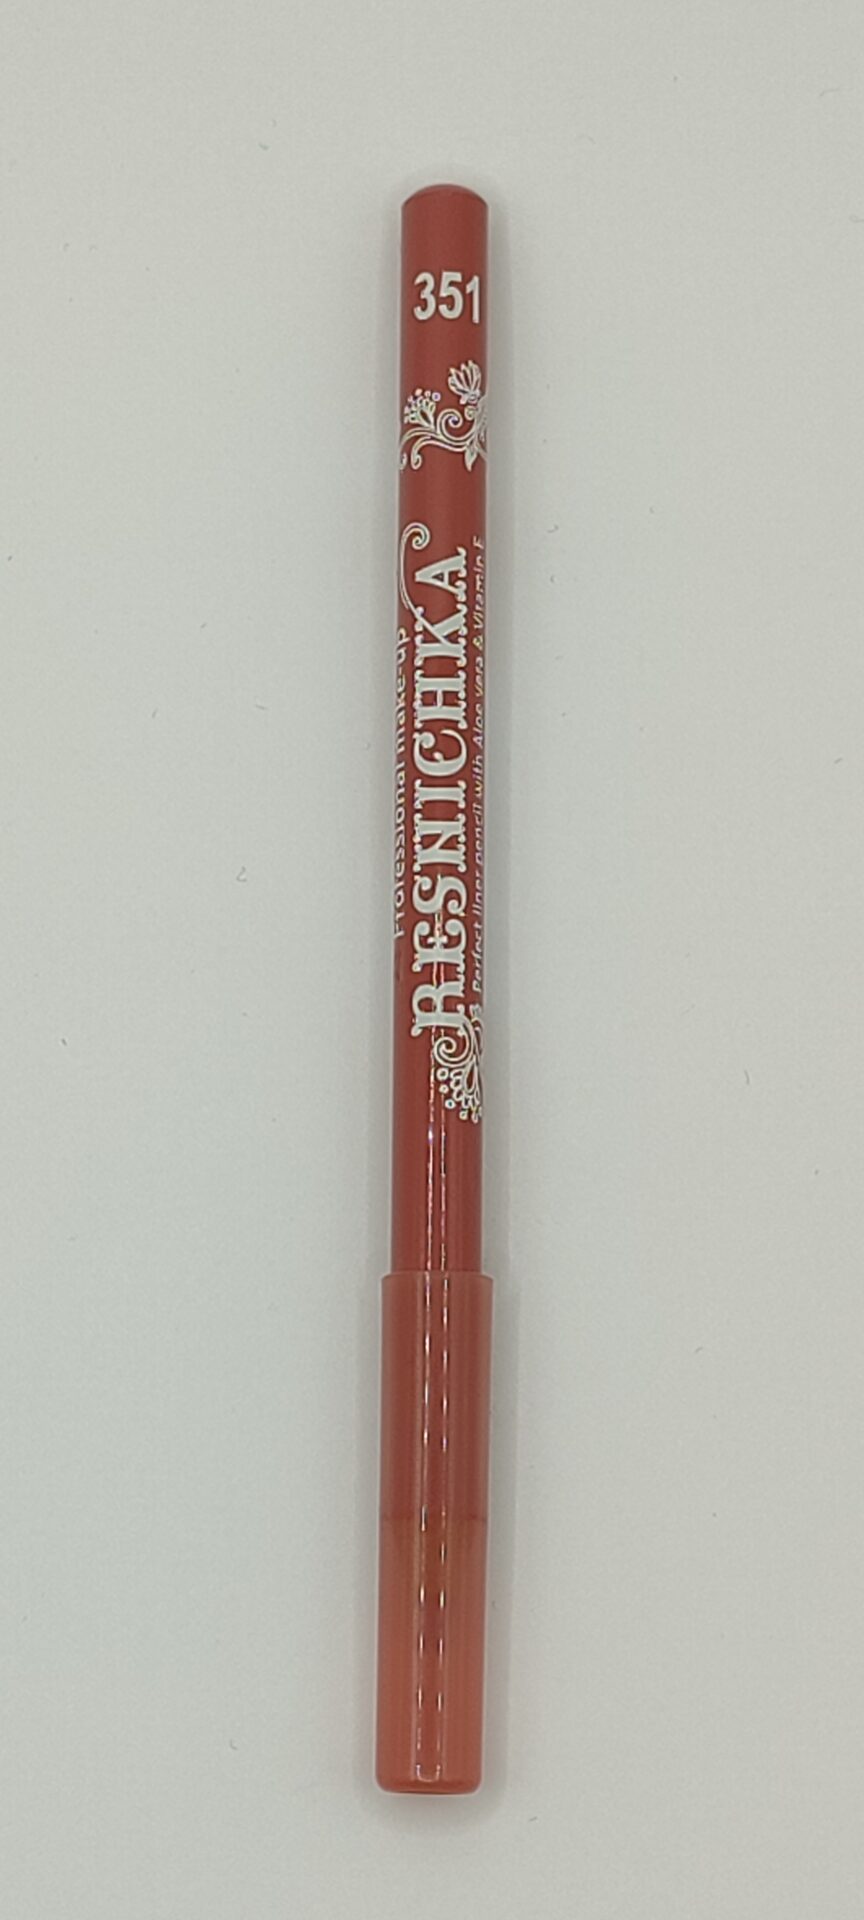 351
Professional make-up
RESNICHKA
Perfect liner pencil with Aloe vera & Vitamin E